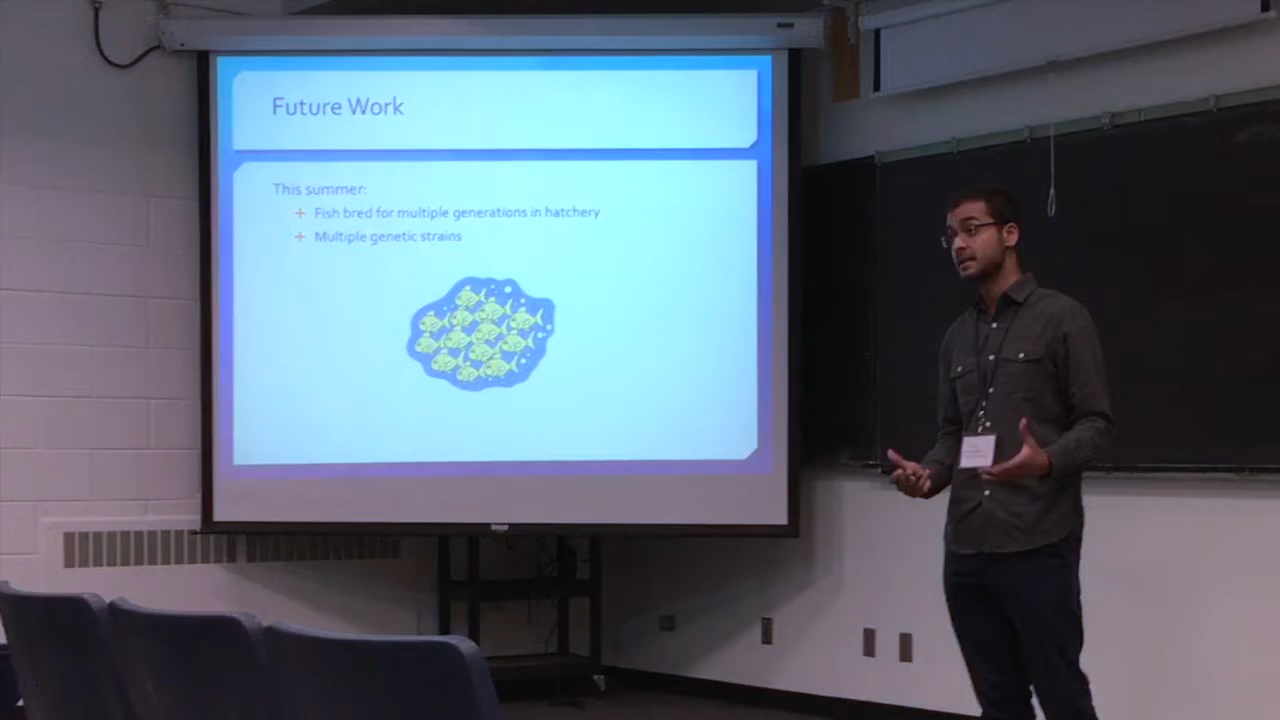 Future Work
This summer:
+ Fish bred for multiple generations in hatchery
+ Multiple genetic strains